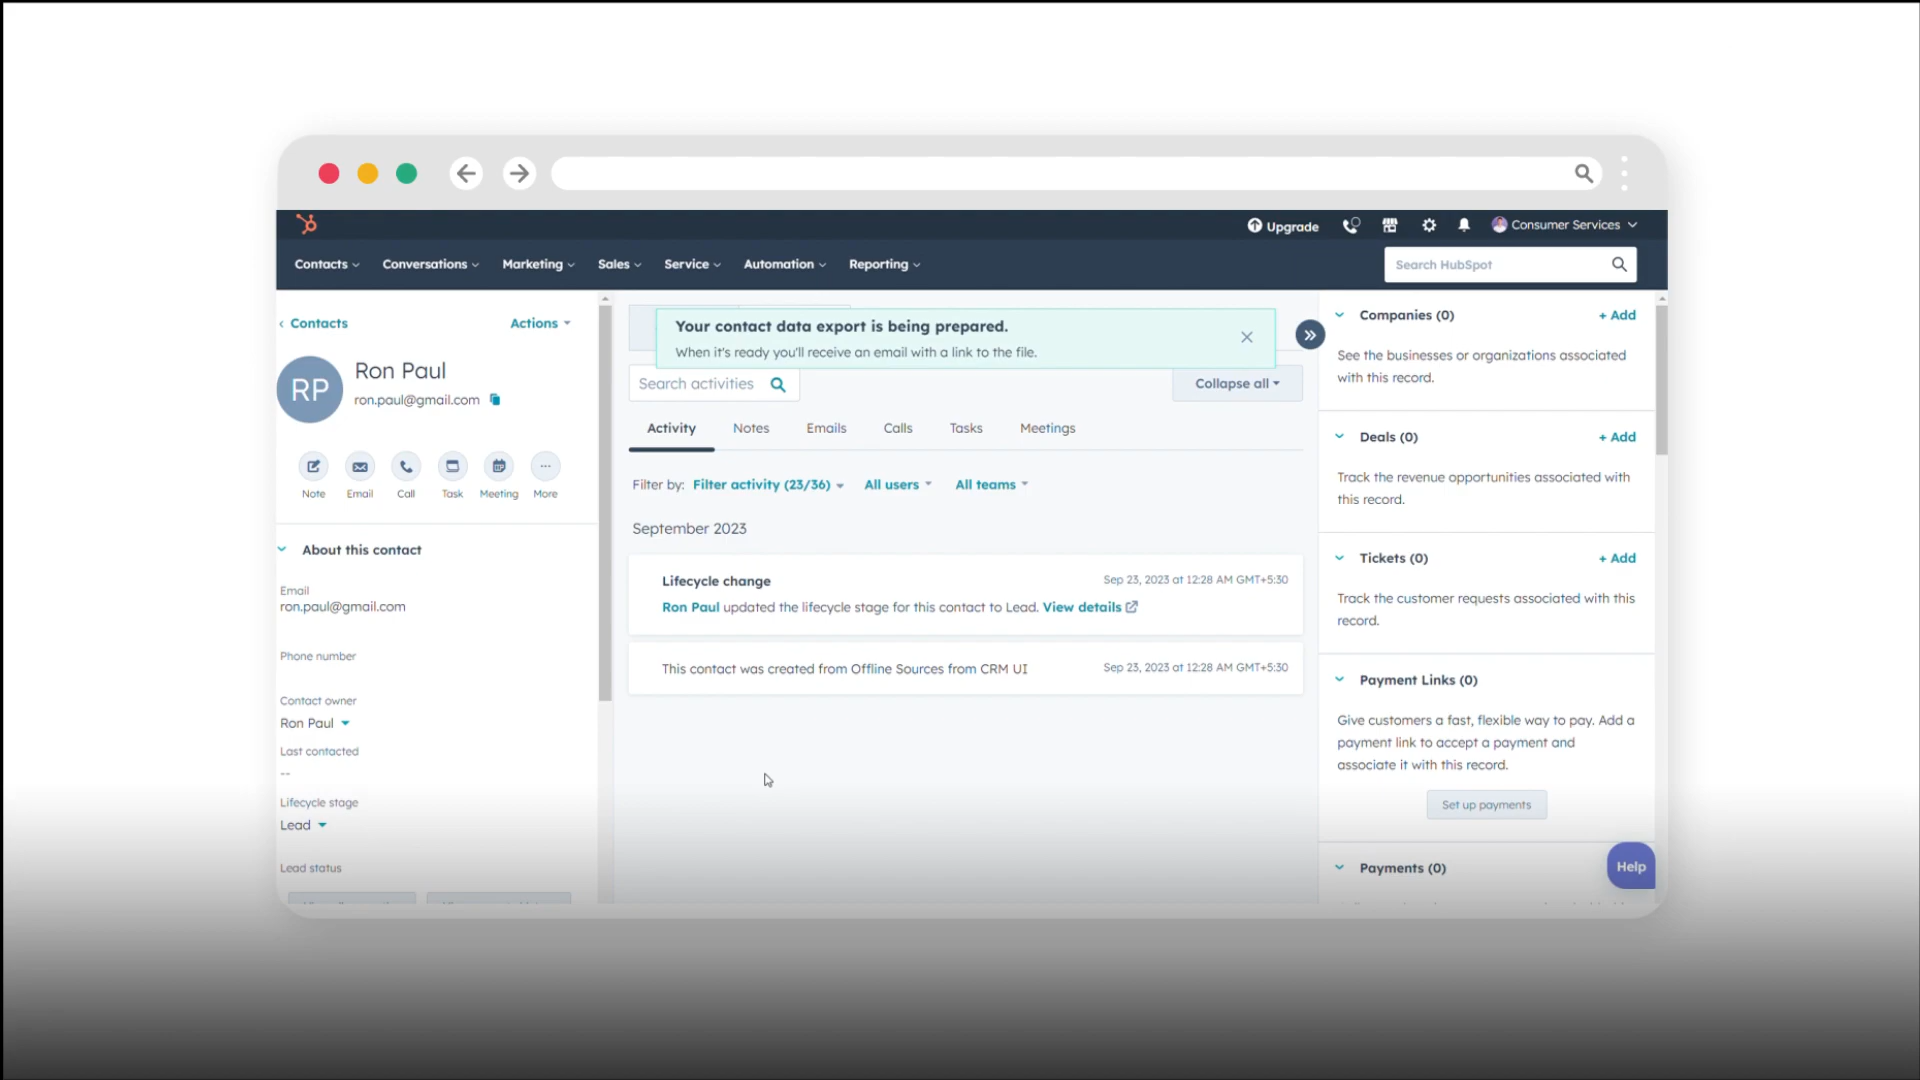 Upgrade
Consumer Services
Contacts
Conversations
Marketing
Sales
Service
Automation
Reporting
Search HubSpot
Contacts
Actions
RP
Ron Paul
ron.paul@gmail.com
Note
Email
Call
Task
Meeting
More
About this contact
Email
ron.paul@gmail.com
Phone number
Contact owner
Ron Paul
Last contacted
--
Lifecycle stage
Lead
Lead status
Your contact data export is being prepared.
When it's ready you'll receive an email with a link to the file.
Search activities
Collapse all
Activity
Notes
Emails
Calls
Tasks
Meetings
Filter by: Filter activity (23/36) All users All teams
September 2023
Lifecycle change
Sep 23, 2023 at 12:28 AM GMT+5:30
Ron Paul updated the lifecycle stage for this contact to Lead. View details
This contact was created from Offline Sources from CRM UI
Sep 23, 2023 at 12:28 AM GMT+5:30
Companies (0)
+ Add
See the businesses or organizations associated
with this record.
Deals (0)
+ Add
Track the revenue opportunities associated with
this record.
Tickets (0)
+ Add
Track the customer requests associated with this
record.
Payment Links (0)
Give customers a fast, flexible way to pay. Add a
payment link to accept a payment and
associate it with this record.
Set up payments
Payments (0)
Help